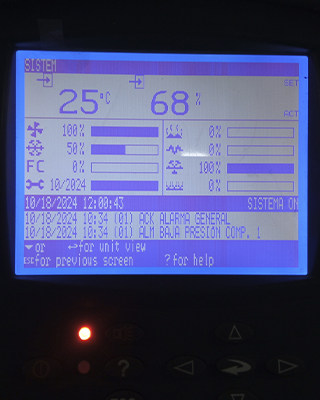 SISTEM
SET
25°C 68%
ACT
100% 0%
50% 0%
FC 0% 100%
10/2024 0%
10/18/2024 12:00:43 SISTEMA ON
10/18/2024 10:34 (01) ACK ALARMA GENERAL
10/18/2024 10:34 (01) ALM BAJA PRESION COMP. 1
or for unit view
ESC for previous screen ? for help
?